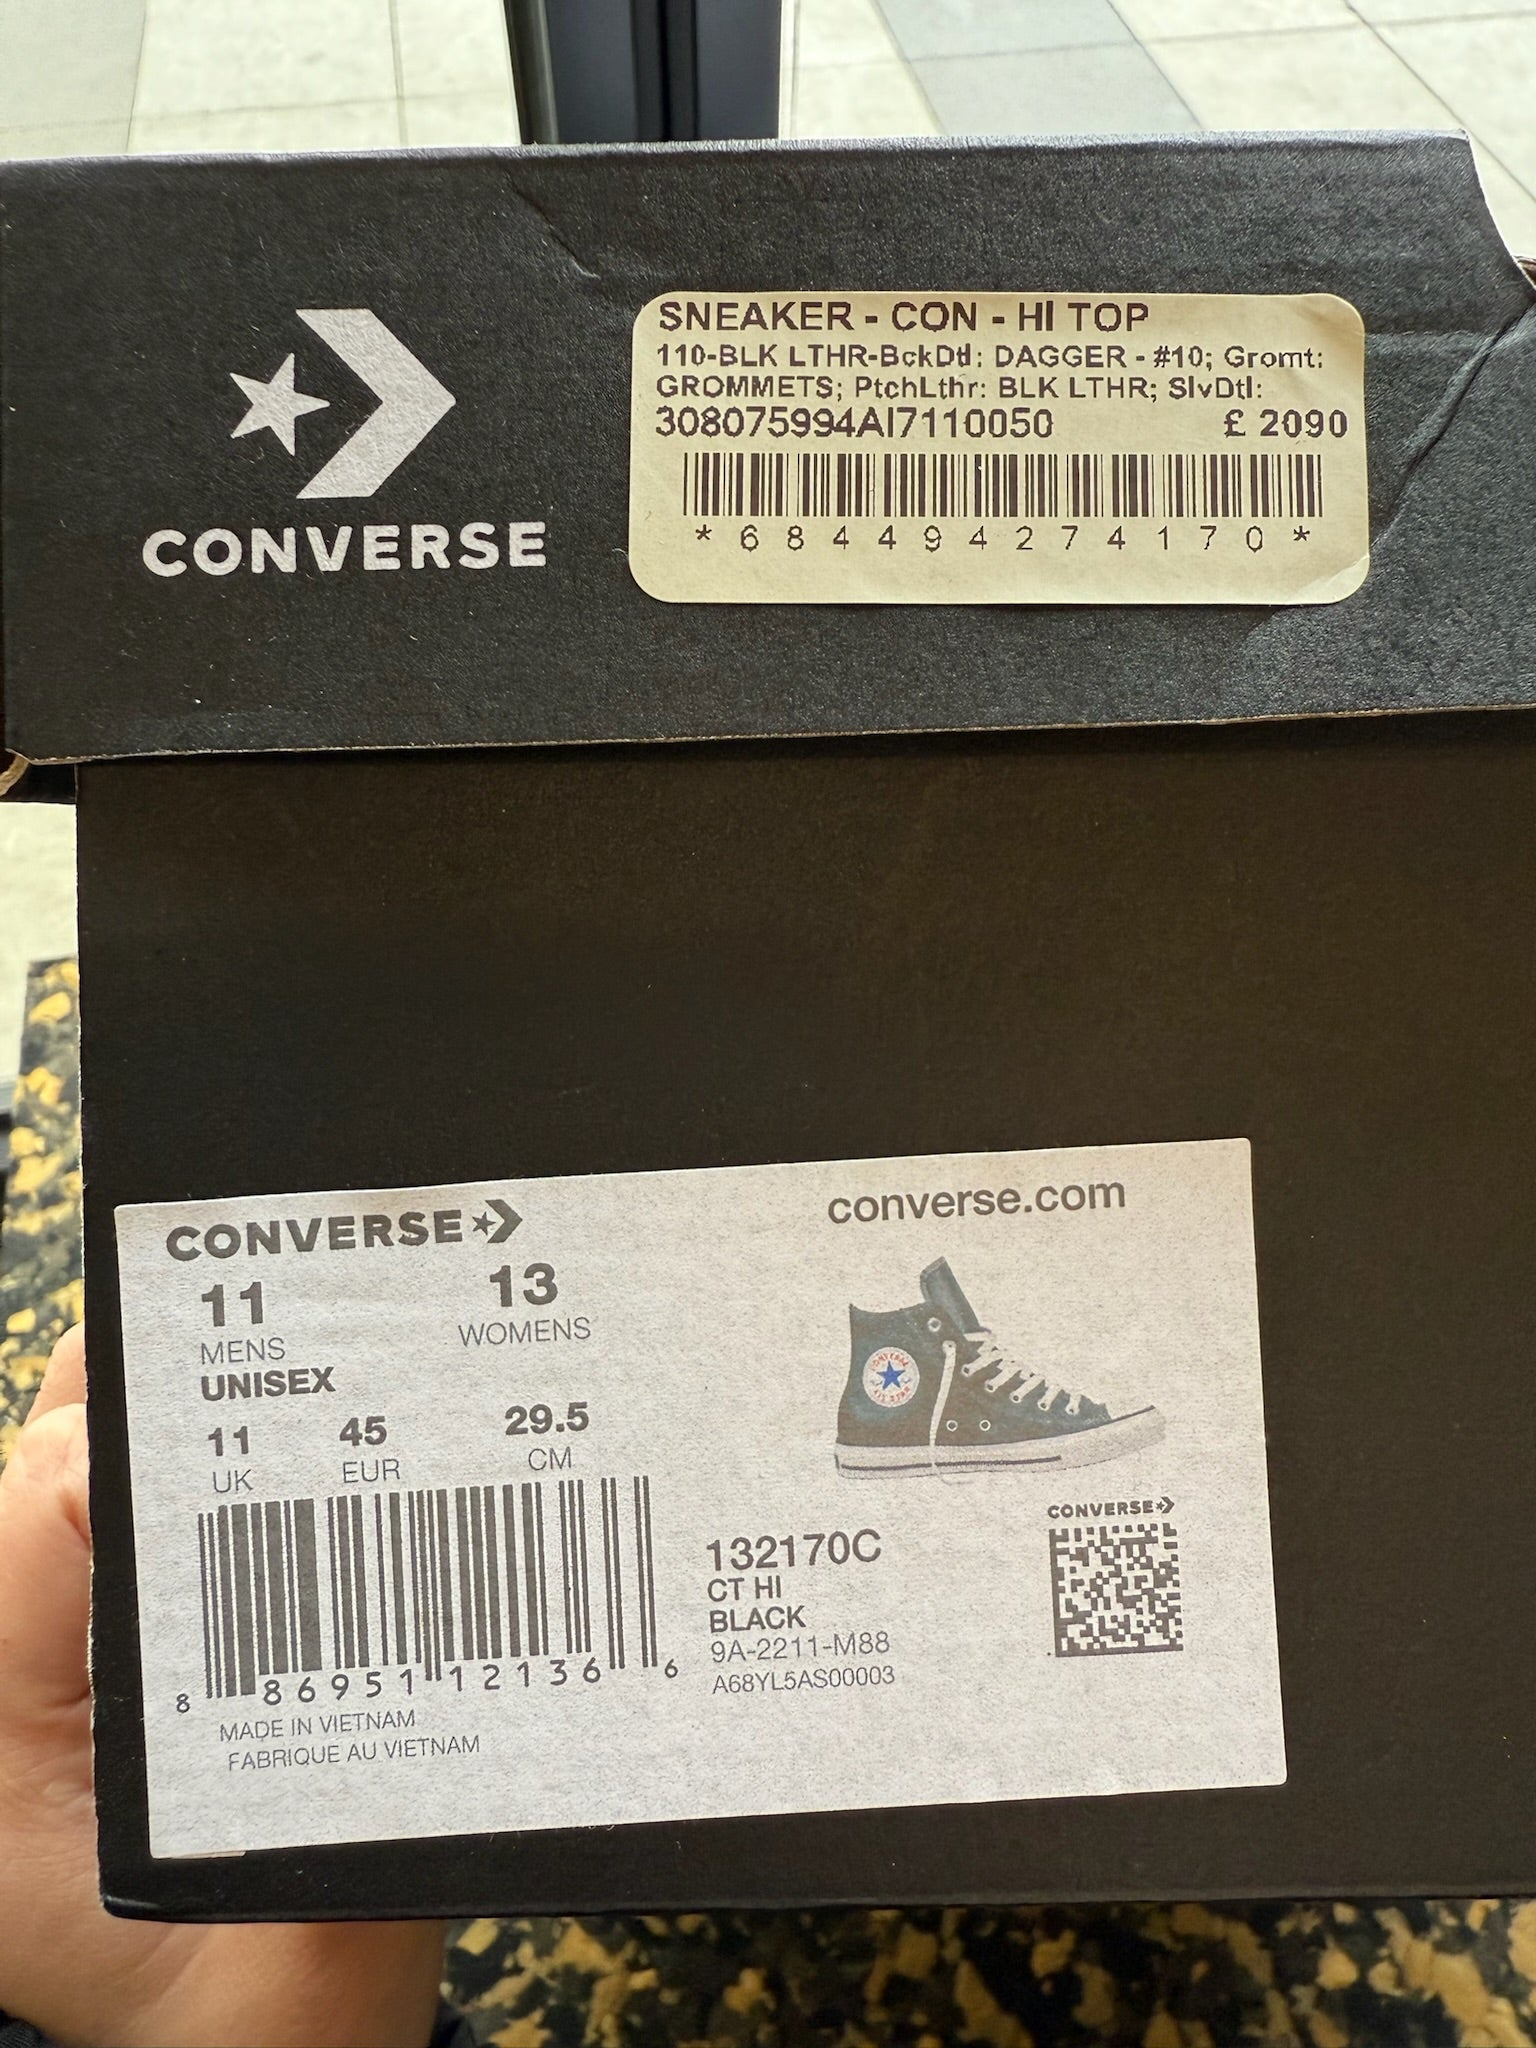 CONVERSE
SNEAKER - CON - HI TOP
110-BLK LTHR-BckDtl: DAGGER - #10; Gromt:
GROMMETS; PtchLthr: BLK LTHR; SlvDtl:
308075994AI7110050 £ 2090
*684494274170*
CONVERSE
converse.com
11 13
MENS WOMENS
UNISEX
11 45 29.5
UK EUR CM
8 86951 12136 6
MADE IN VIETNAM
FABRIQUE AU VIETNAM
132170C
CT HI
BLACK
9A-2211-M88
A68YL5AS00003
CONVERSE